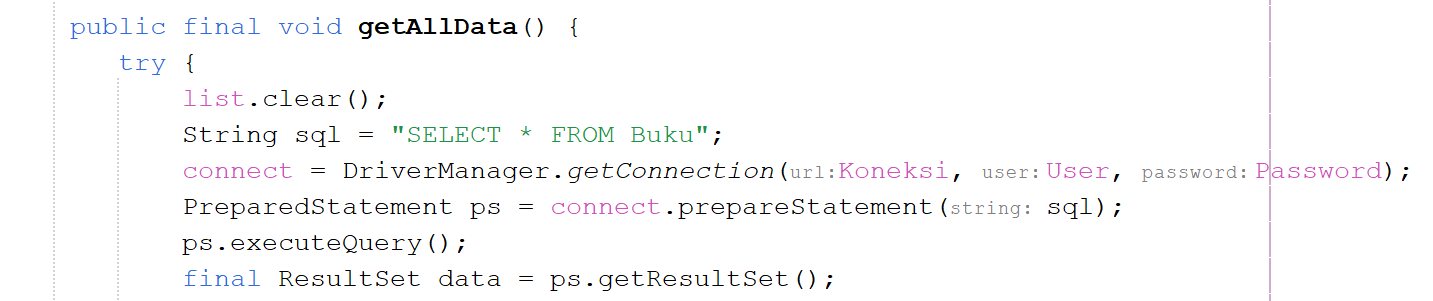 public final void getAllData() {
try {
list.clear();
String sql = "SELECT * FROM Buku";
connect = DriverManager.getConnection(url:Koneksi, user:User, password:Password);
PreparedStatement ps = connect.prepareStatement(string: sql);
ps.executeQuery();
final ResultSet data = ps.getResultSet();